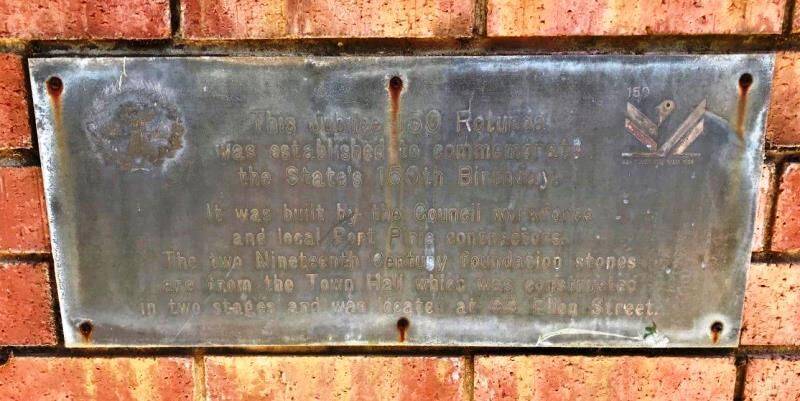 150
This Jubilee 150 Rotunda
was established to commemorate
the State's 150th Birthday.
It was built by the Council workforce
and local Port Pirie contractors.
The two Nineteenth Century foundation stones
are from the Town Hall which was constructed
in two stages and was located at 44 Ellen Street.